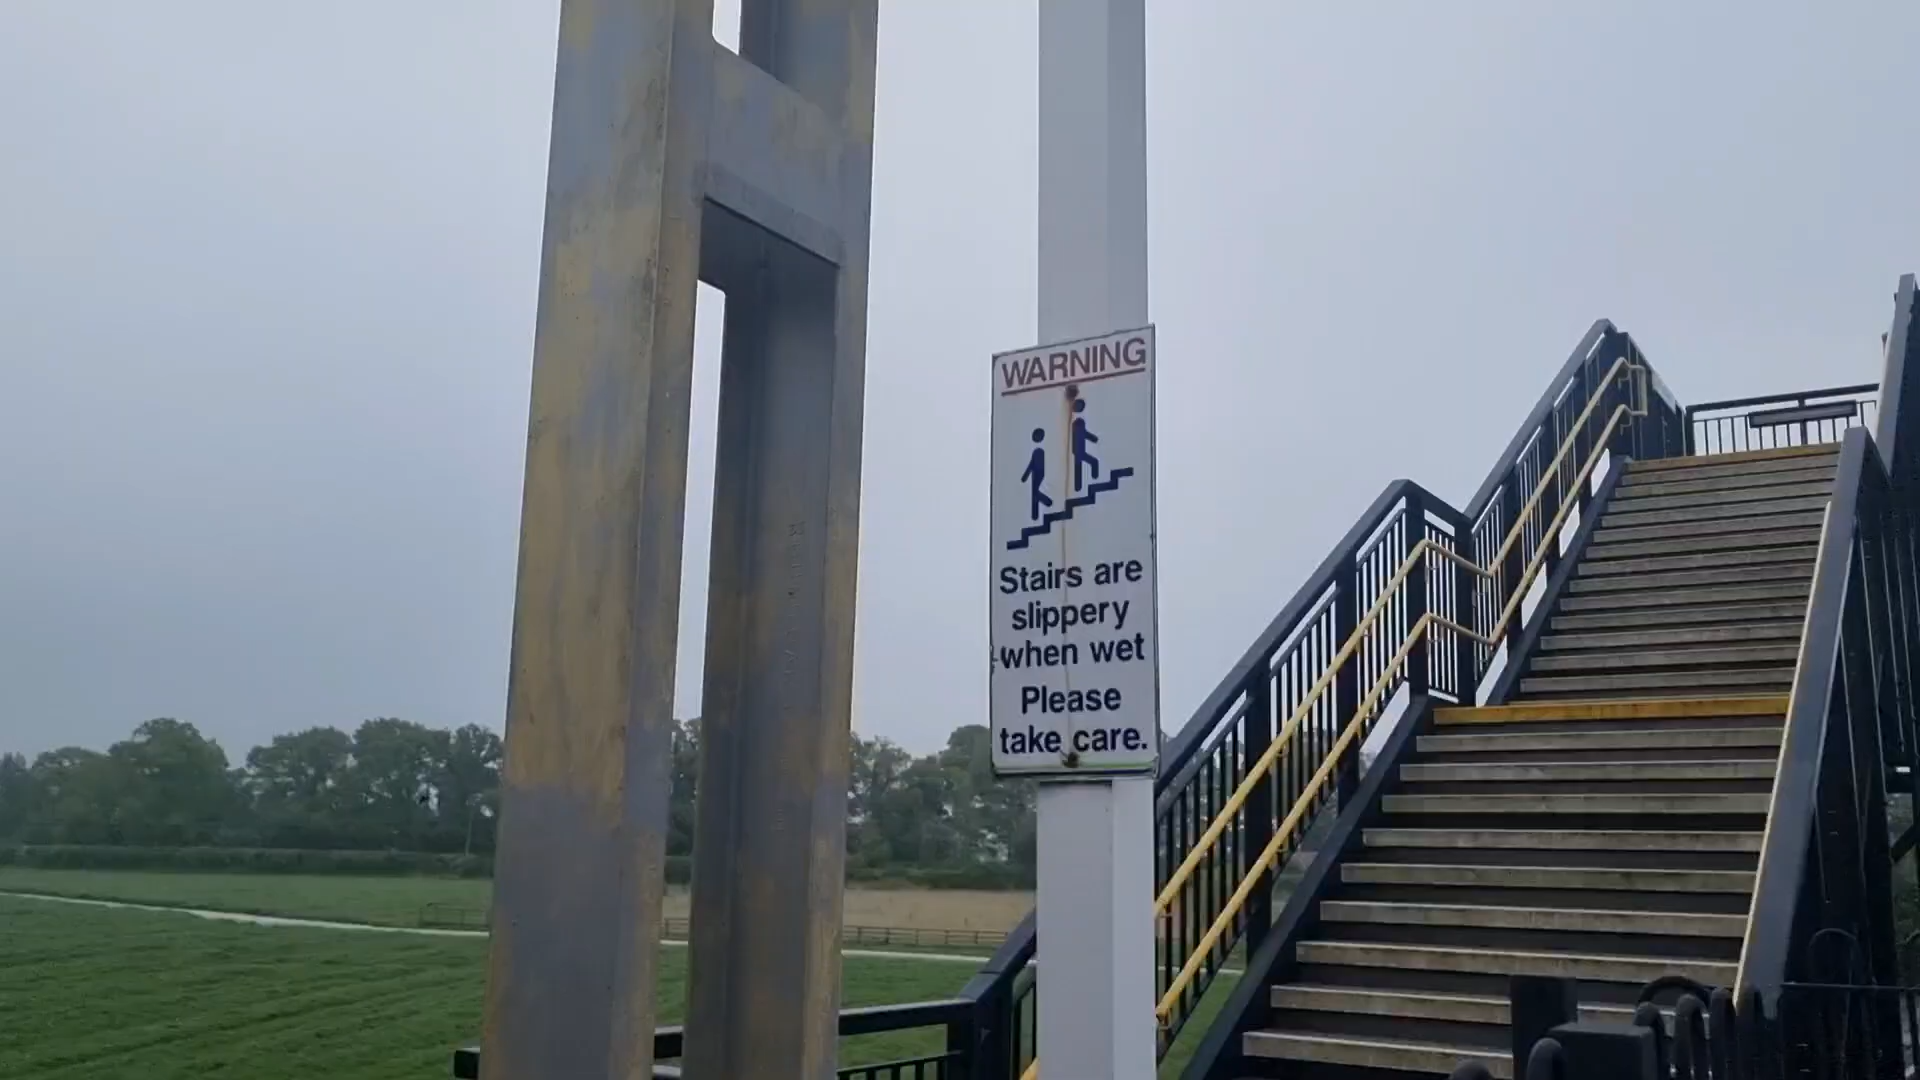 WARNING
Stairs are
slippery
when wet
Please
take care.